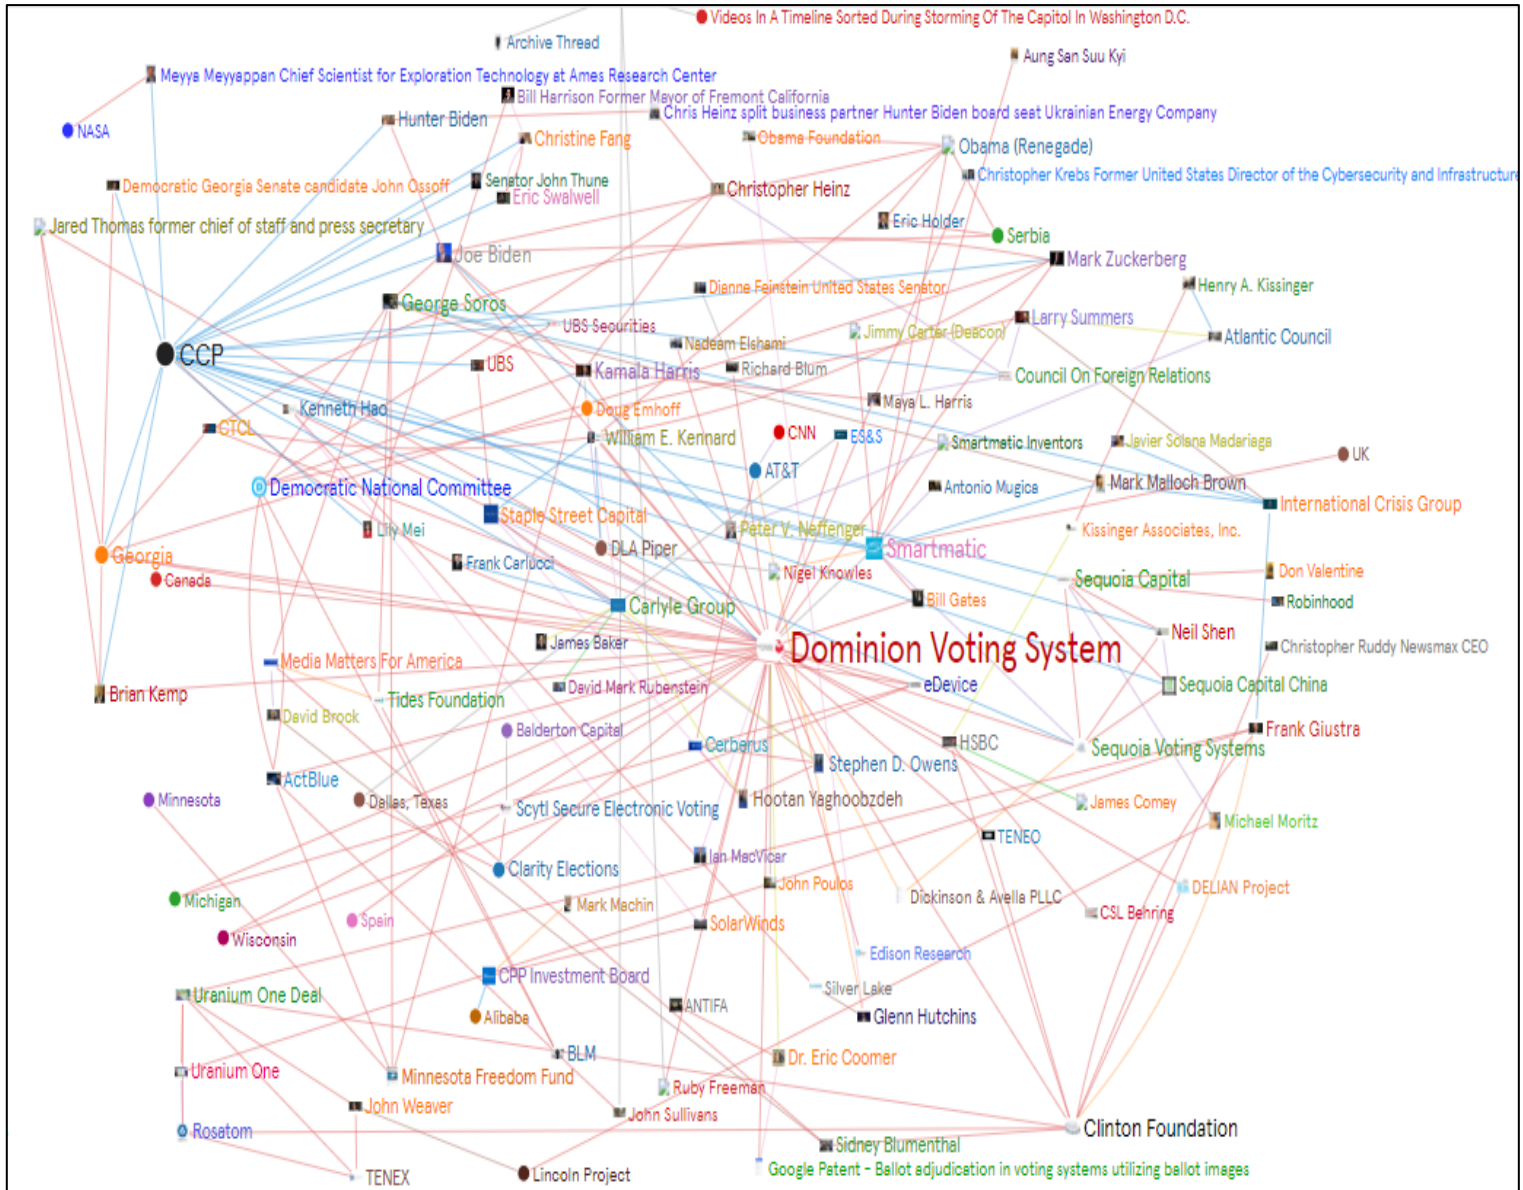 Videos In A Timeline Sorted During Storming Of The Capitol In Washington D.C.
Archive Thread
Aung San Suu Kyi
Meyya Meyyappan Chief Scientist for Exploration Technology at Ames Research Center
Bill Harrison Former Mayor of Fremont California
Chris Heinz split business partner Hunter Biden board seat Ukrainian Energy Company
Hunter Biden
NASA
Christine Fang
Obama Foundation
Obama (Renegade)
Christopher Krebs Former United States Director of the Cybersecurity and Infrastructure
Democratic Georgia Senate candidate John Ossoff
Senator John Thune
Christopher Heinz
Eric Swalwell
Jared Thomas former chief of staff and press secretary
Eric Holder
Serbia
Joe Biden
Mark Zuckerberg
Dianne Feinstein United States Senator
Henry A. Kissinger
George Soros
Larry Summers
UBS Securities
Jimmy Carter (Deacon)
Atlantic Council
Nadeam Elshami
CCP
UBS
Kamala Harris
Richard Blum
Council On Foreign Relations
Maya L. Harris
Kenneth Hao
Doug Emhoff
CTCL
William E. Kennard
CNN
ES&S
Smartmatic Inventors
Javier Solana Madariaga
UK
AT&T
Democratic National Committee
Antonio Mugica
Mark Malloch Brown
International Crisis Group
Staple Street Capital
Lily Mei
Peter V. Neffenger
Kissinger Associates, Inc.
Georgia
DLA Piper
Smartmatic
Frank Carlucci
Canada
Nigel Knowles
Sequoia Capital
Don Valentine
Carlyle Group
Bill Gates
Robinhood
James Baker
Dominion Voting System
Neil Shen
Christopher Ruddy Newsmax CEO
Media Matters For America
David Mark Rubenstein
eDevice
Sequoia Capital China
Brian Kemp
Tides Foundation
David Brock
Balderton Capital
Cerberus
HSBC
Sequoia Voting Systems
Frank Giustra
Stephen D. Owens
ActBlue
Minnesota
Dallas, Texas
Scytl Secure Electronic Voting
Hootan Yaghoobzdeh
James Comey
Michael Moritz
TENEO
Clarity Elections
Ian MacVicar
John Poulos
Dickinson & Avella PLLC
DELIAN Project
Michigan
Mark Machin
CSL Behring
Spain
SolarWinds
Wisconsin
Edison Research
CPP Investment Board
Silver Lake
Uranium One Deal
Alibaba
ANTIFA
Glenn Hutchins
BLM
Dr. Eric Coomer
Uranium One
Minnesota Freedom Fund
Ruby Freeman
John Weaver
John Sullivans
Rosatom
Clinton Foundation
Sidney Blumenthal
TENEX
Lincoln Project
Google Patent - Ballot adjudication in voting systems utilizing ballot images